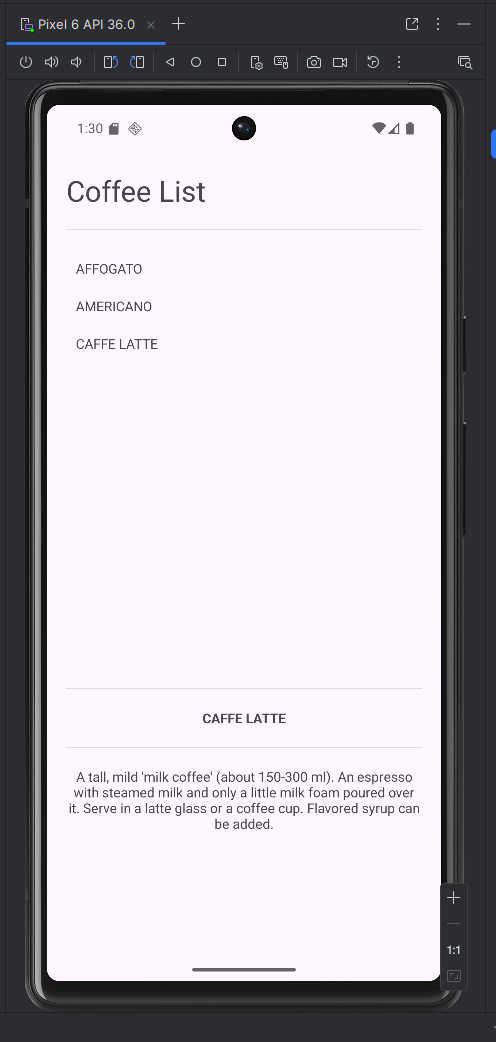 Pixel 6 API 36.0
1:30
Coffee List
AFFOGATO
AMERICANO
CAFFE LATTE
CAFFE LATTE
A tall, mild 'milk coffee' (about 150-300 ml). An espresso
with steamed milk and only a little milk foam poured over
it. Serve in a latte glass or a coffee cup. Flavored syrup can
be added.
1:1